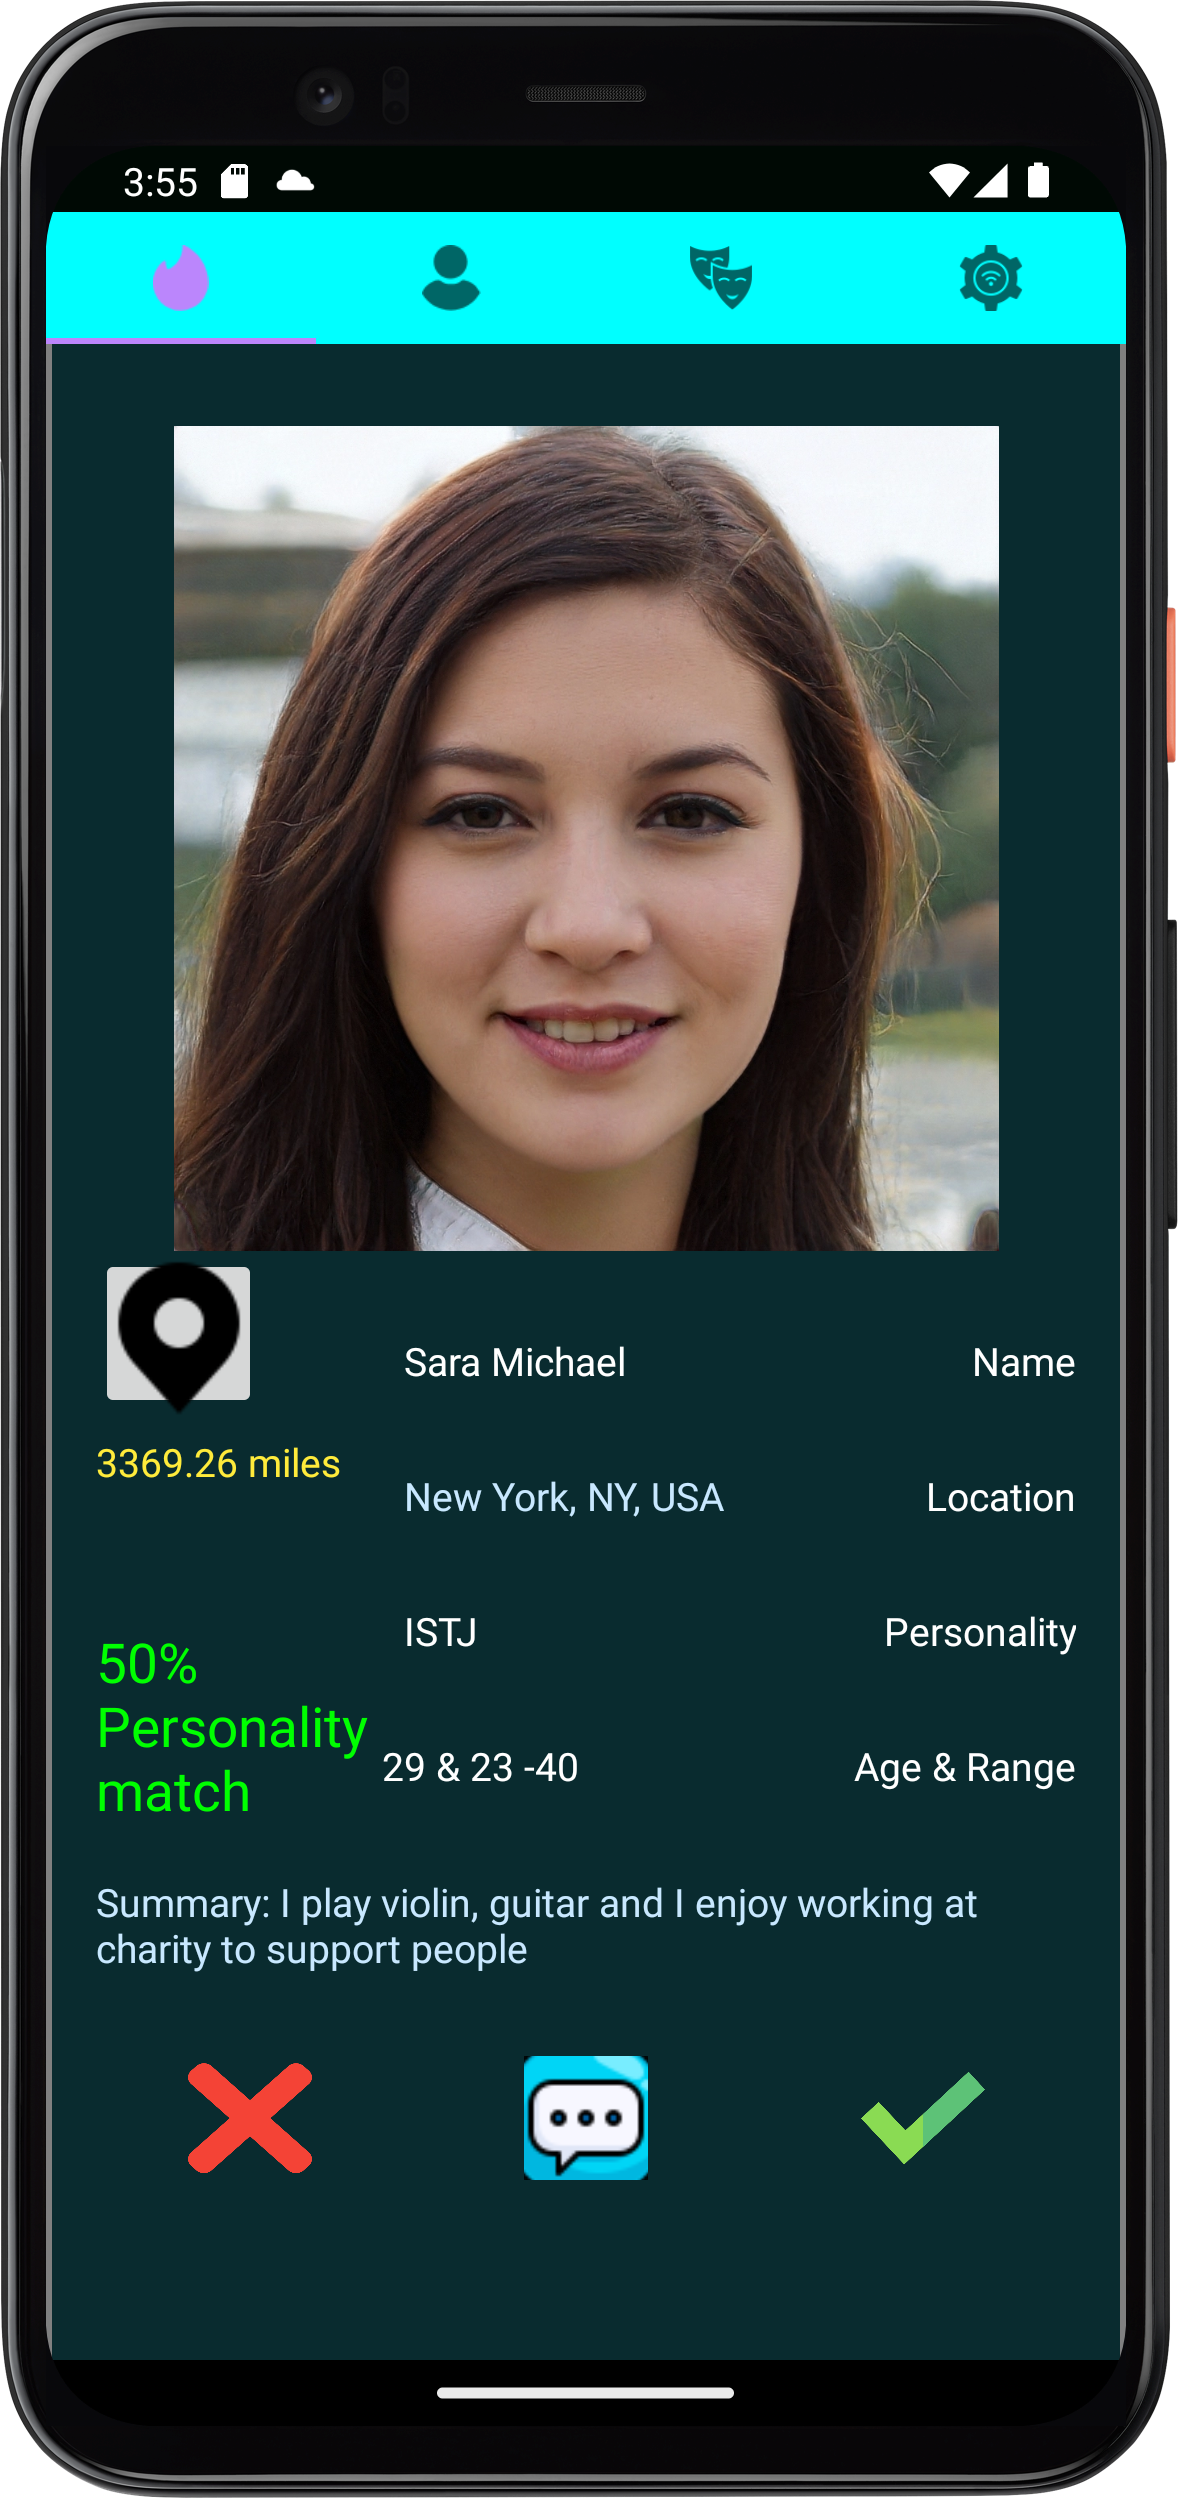 3:55
Sara Michael Name
3369.26 miles
New York, NY, USA Location
ISTJ Personality
50%
Personality
match
29 & 23 -40 Age & Range
Summary: I play violin, guitar and I enjoy working at
charity to support people